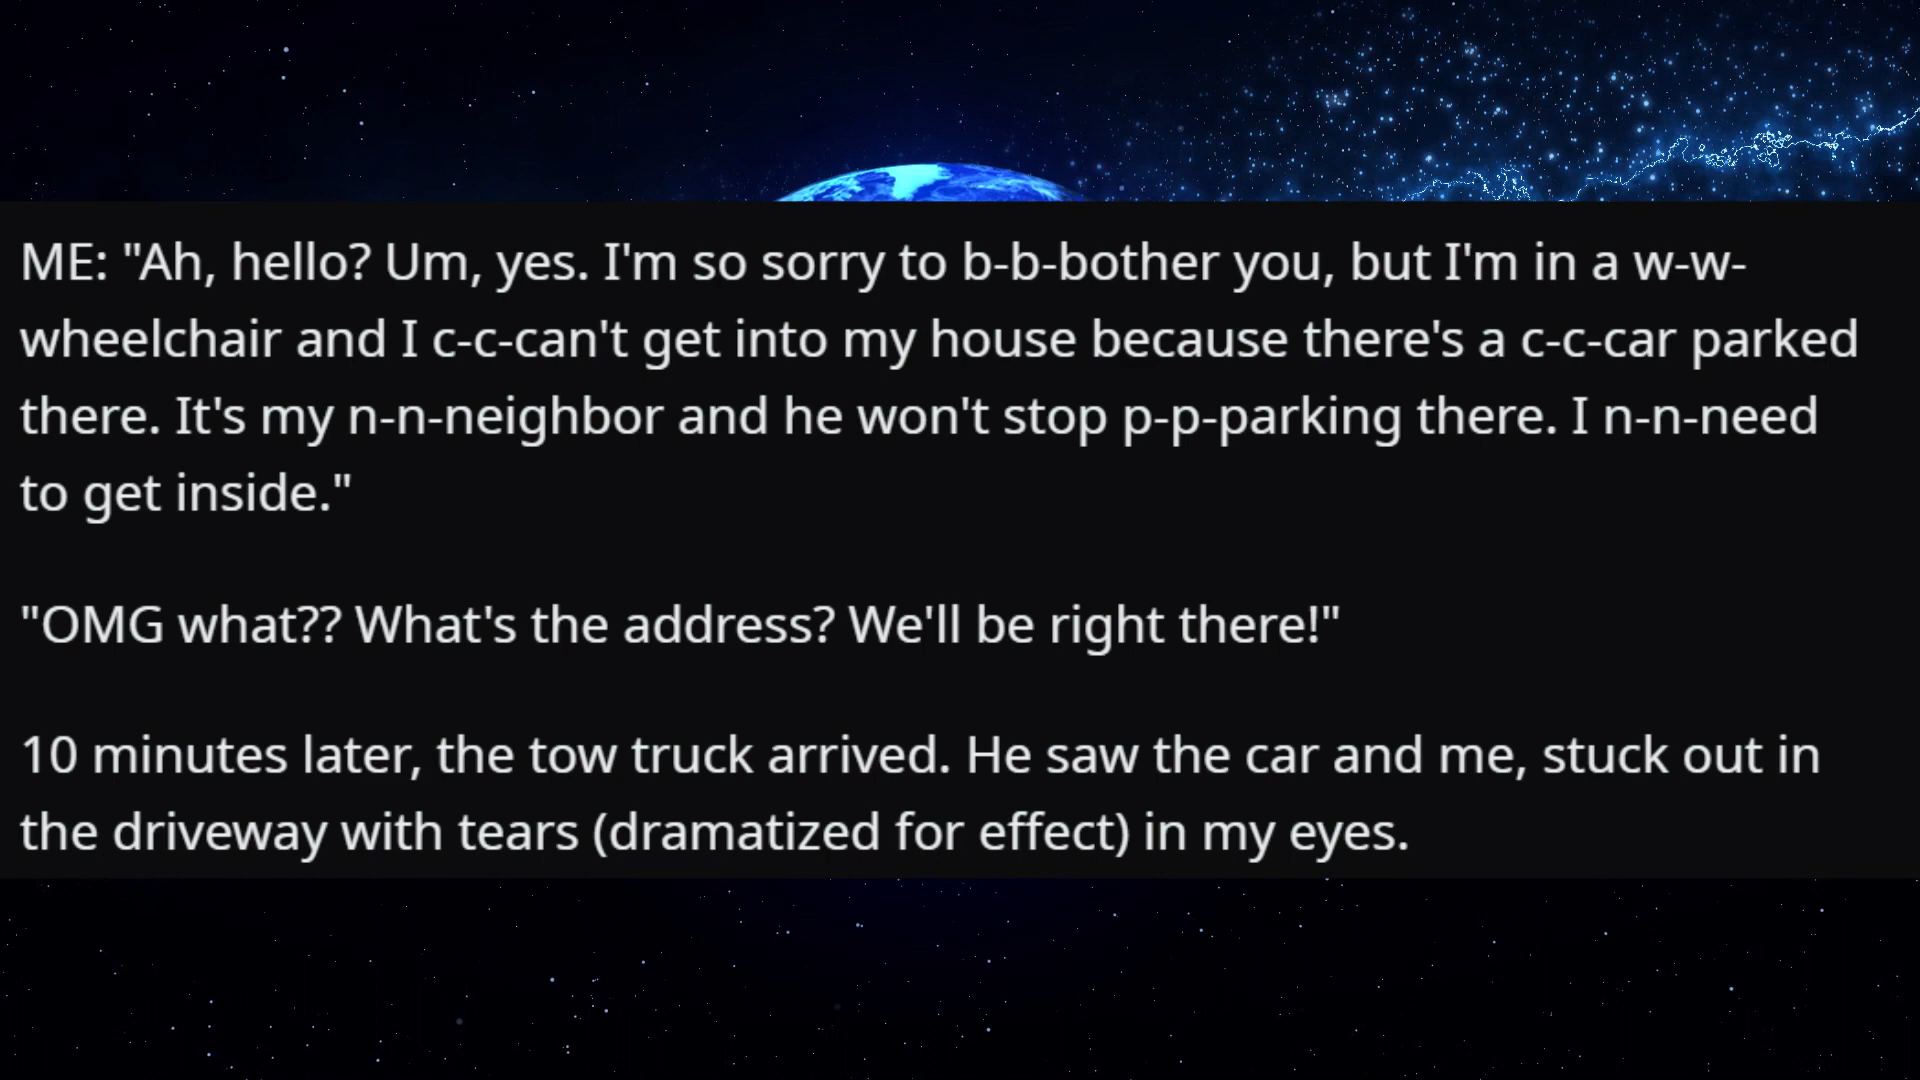 ME: "Ah, hello? Um, yes. I'm so sorry to b-b-bother you, but I'm in a w-w-
wheelchair and I c-c-can't get into my house because there's a c-c-car parked
there. It's my n-n-neighbor and he won't stop p-p-parking there. I n-n-need
to get inside."
"OMG what?? What's the address? We'll be right there!"
10 minutes later, the tow truck arrived. He saw the car and me, stuck out in
the driveway with tears (dramatized for effect) in my eyes.